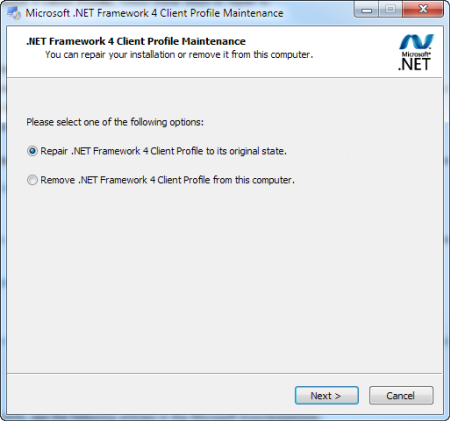 Microsoft .NET Framework 4 Client Profile Maintenance
.NET Framework 4 Client Profile Maintenance
You can repair your installation or remove it from this computer.
Microsoft®
.NET
Please select one of the following options:
Repair .NET Framework 4 Client Profile to its original state.
Remove .NET Framework 4 Client Profile from this computer.
Next >
Cancel